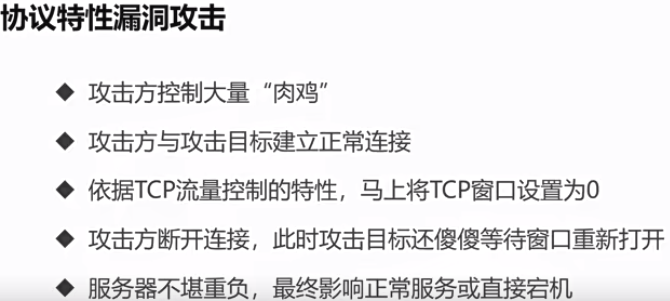 协议特性漏洞攻击
◆ 攻击方控制大量“肉鸡”
◆ 攻击方与攻击目标建立正常连接
◆ 依据TCP流量控制的特性，马上将TCP窗口设置为0
◆ 攻击方断开连接，此时攻击目标还傻傻等待窗口重新打开
◆ 服务器不堪重负，最终影响正常服务或直接宕机